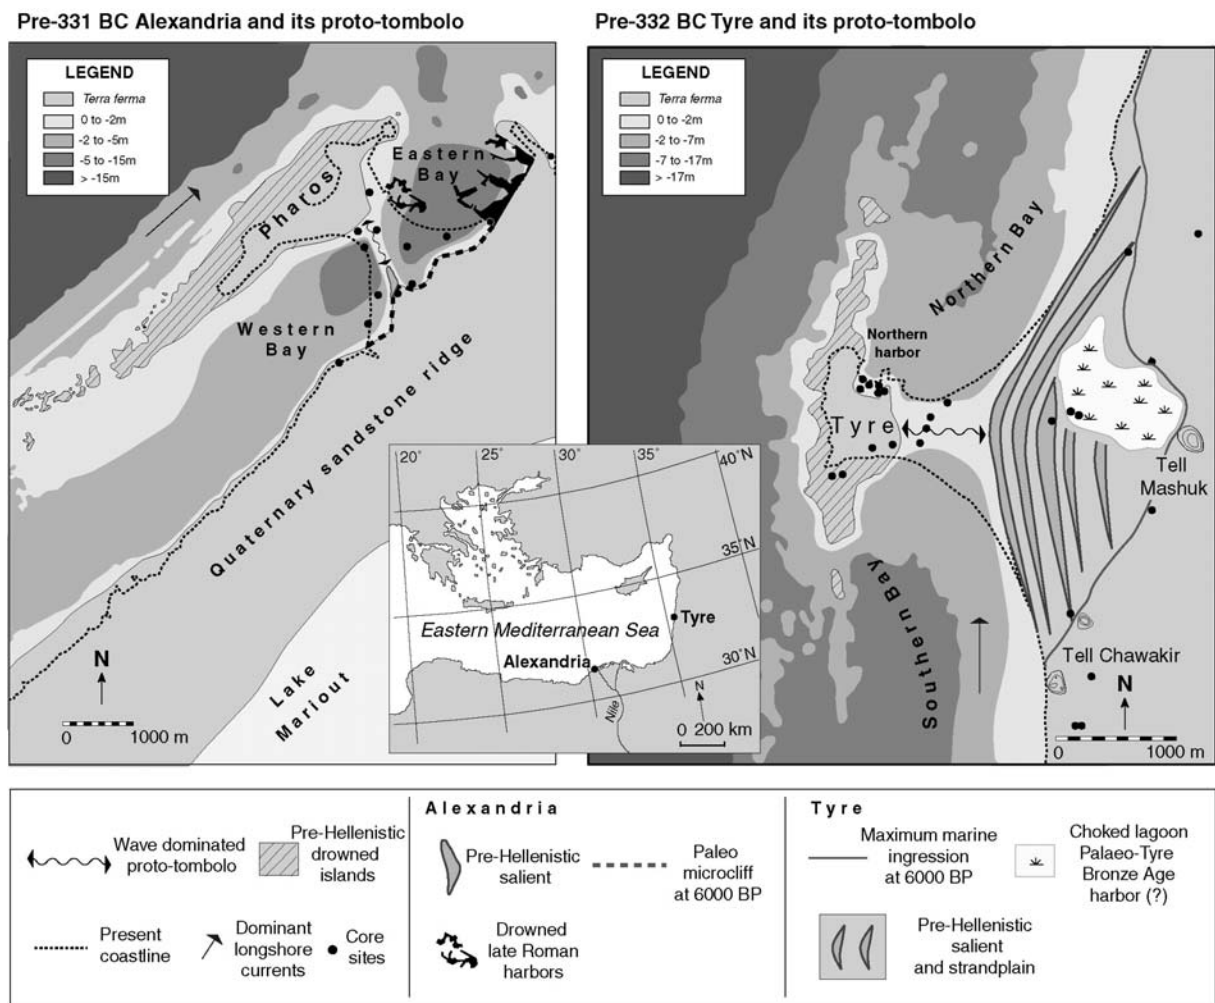 Pre-331 BC Alexandria and its proto-tombolo
LEGEND
Terra ferma
0 to -2m
-2 to -5m
-5 to -15m
> -15m
Eastern
Bay
Pharos
Western
Bay
Quaternary sandstone ridge
Lake
Mariout
N
0 1000 m
Pre-332 BC Tyre and its proto-tombolo
LEGEND
Terra ferma
0 to -2m
-2 to -7m
-7 to -17m
> -17m
Northern Bay
Northern
harbor
Tyre
Tell
Mashuk
Southern Bay
Tell Chawakir
N
0 1000 m
20° 25° 30° 35° 40°N
35°N
30°N
Eastern Mediterranean Sea
Tyre
Alexandria
Nile
N
0 200 km
Wave dominated
proto-tombolo
Pre-Hellenistic
drowned
islands
Present
coastline
Dominant
longshore
currents
Core
sites
Alexandria
Pre-Hellenistic
salient
Paleo
microcliff
at 6000 BP
Drowned
late Roman
harbors
Tyre
Maximum marine
ingression
at 6000 BP
Choked lagoon
Palaeo-Tyre
Bronze Age
harbor (?)
Pre-Hellenistic
salient
and strandplain